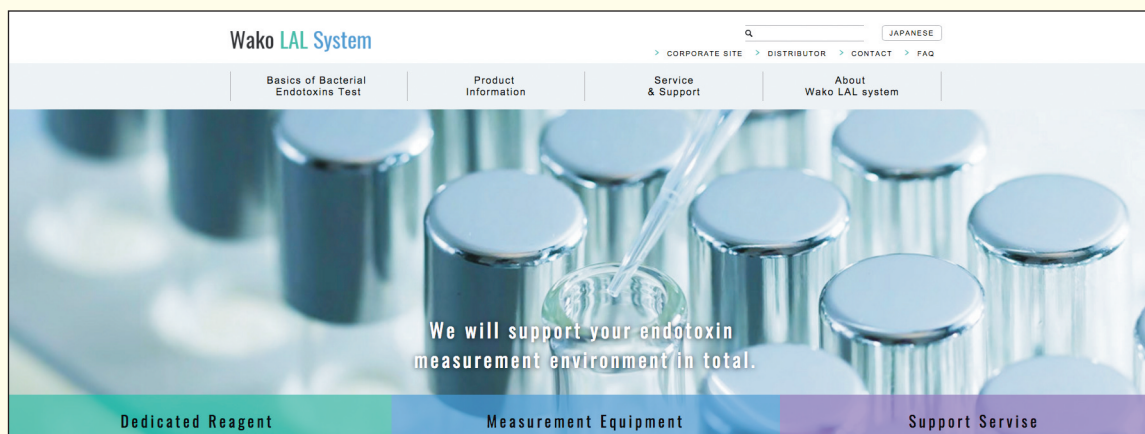 Wako LAL System
JAPANESE
> CORPORATE SITE > DISTRIBUTOR > CONTACT > FAQ
Basics of Bacterial
Endotoxins Test
Product
Information
Service
& Support
About
Wako LAL system
We will support your endotoxin
measurement environment in total.
Dedicated Reagent
Measurement Equipment
Support Servise